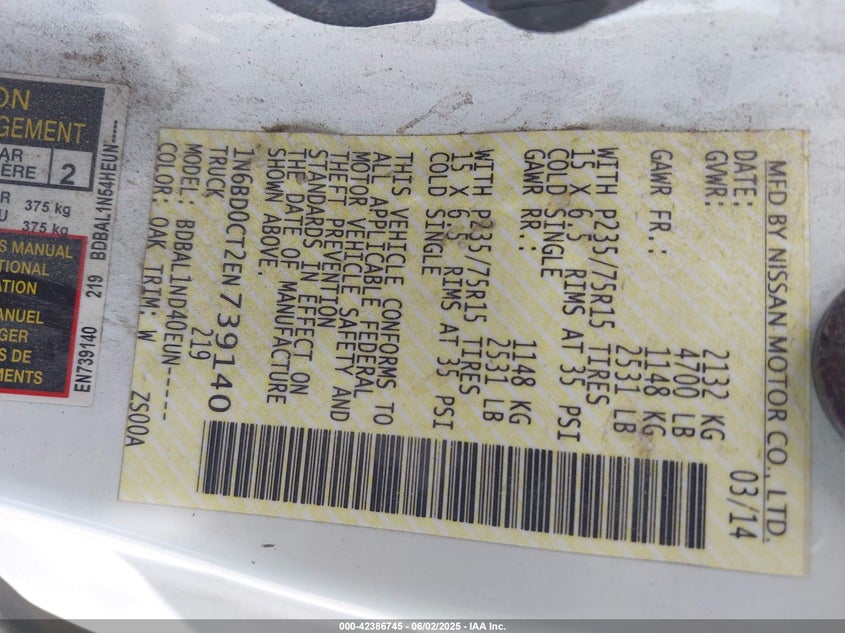 MFD BY NISSAN MOTOR CO., LTD.
DATE: 03/14
GVWR: 2132 KG
4700 LB
GAWR FR.: 1148 KG
2531 LB
WITH P235/75R15 TIRES
15 X 6.5 RIMS AT 35 PSI
COLD SINGLE
GAWR RR.: 1148 KG
2531 LB
WITH P235/75R15 TIRES
15 X 6.5 RIMS AT 35 PSI
COLD SINGLE
THIS VEHICLE CONFORMS TO
ALL APPLICABLE FEDERAL
MOTOR VEHICLE SAFETY AND
THEFT PREVENTION
STANDARDS IN EFFECT ON
THE DATE OF MANUFACTURE
SHOWN ABOVE.
1N6BD0CT2EN739140
TRUCK 219
MODEL: BDBAL1ND40EUN-----
COLOR: QAK TRIM: W ZS00A
ON
GEMENT
AR
ERE 2
R 375 kg
U 375 kg
S MANUAL
TIONAL
ATION
ANUEL
GER
S DE
EMENTS
EN739140 219 BDBAL1N54HEUN----
000-42386745 - 06/02/2025 - IAA Inc.